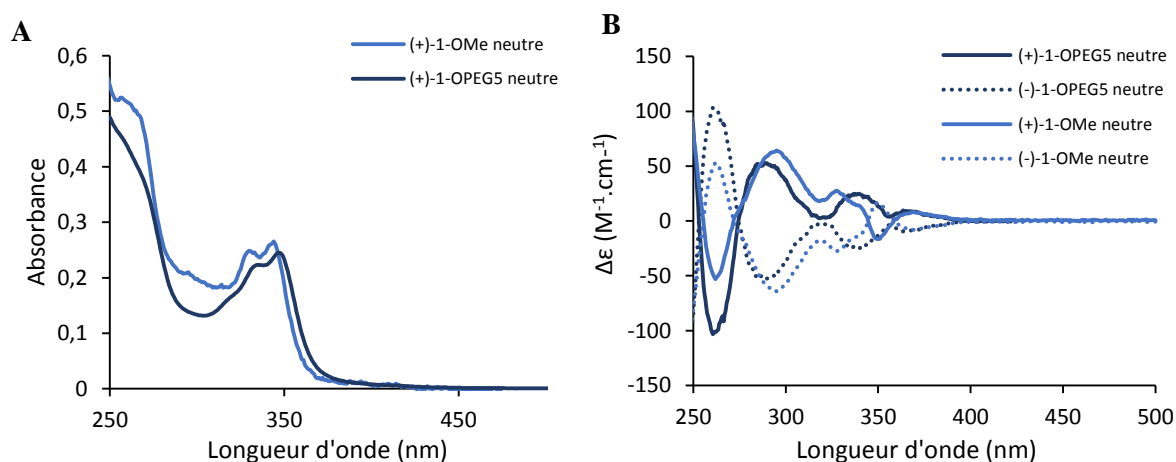 A
(+)-1-OMe neutre
(+)-1-OPEG5 neutre
Absorbance
0,6
0,5
0,4
0,3
0,2
0,1
0
250
350
450
Longueur d'onde (nm)
B
(+)-1-OPEG5 neutre
(-)-1-OPEG5 neutre
(+)-1-OMe neutre
(-)-1-OMe neutre
Δε (M⁻¹.cm⁻¹)
150
100
50
0
-50
-100
-150
250
300
350
400
450
500
Longueur d'onde (nm)